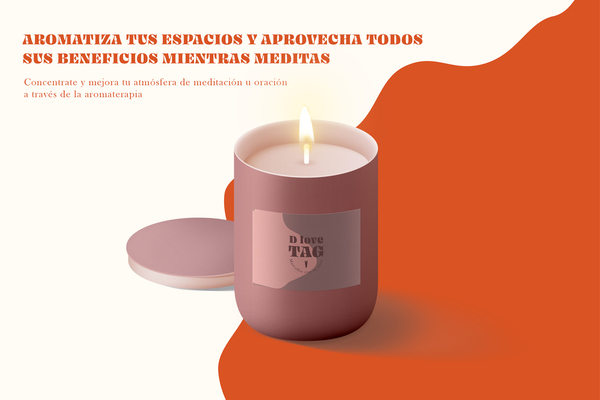 AROMATIZA TUS ESPACIOS Y APROVECHA TODOS
SUS BENEFICIOS MIENTRAS MEDITAS
Concentrate y mejora tu atmósfera de meditación u oración
a través de la aromaterapia
D love
TAG